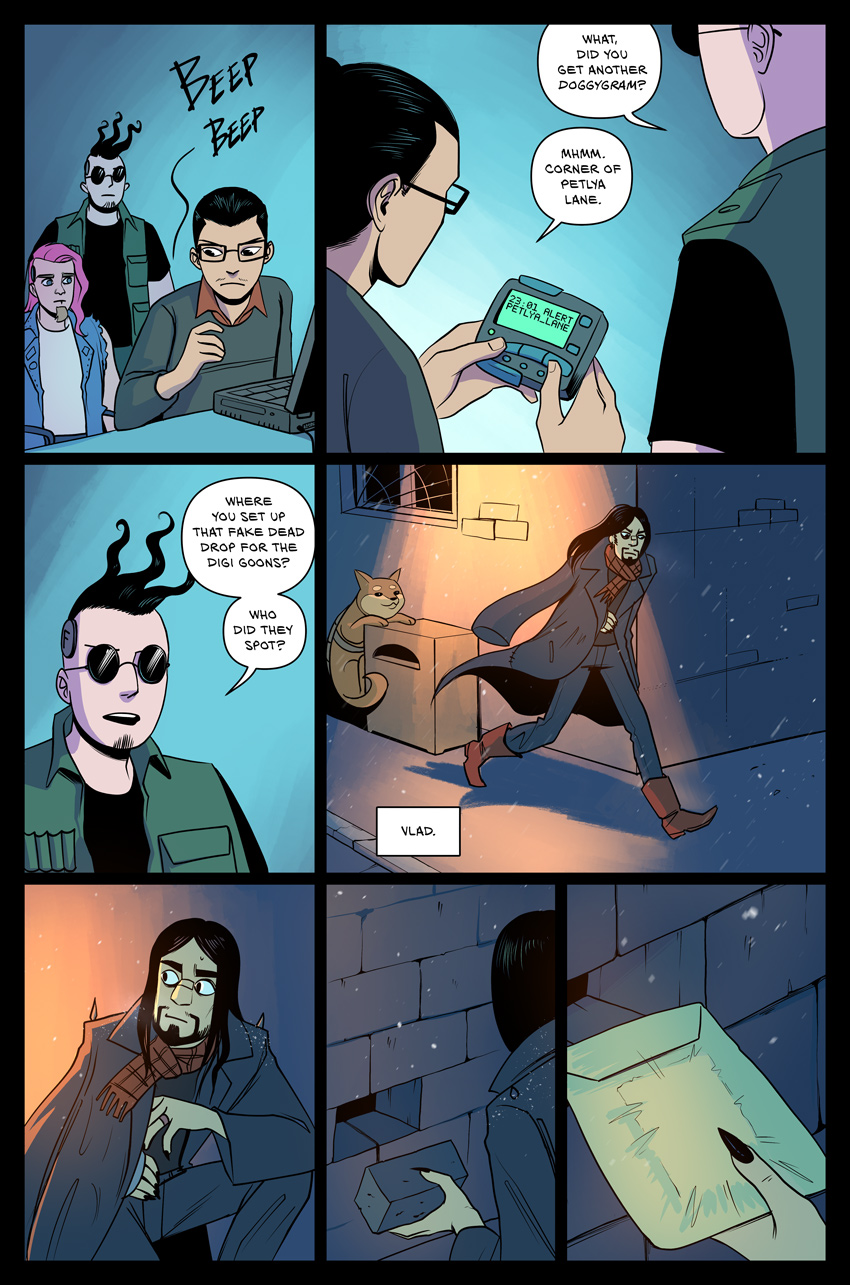 BEEP
BEEP
WHAT,
DID YOU
GET ANOTHER
DOGGYGRAM?
MHMM.
CORNER OF
PETLYA
LANE.
23:01 ALERT
PETLYA_LANE
WHERE
YOU SET UP
THAT FAKE DEAD
DROP FOR THE
DIGI GOONS?
WHO
DID THEY
SPOT?
VLAD.